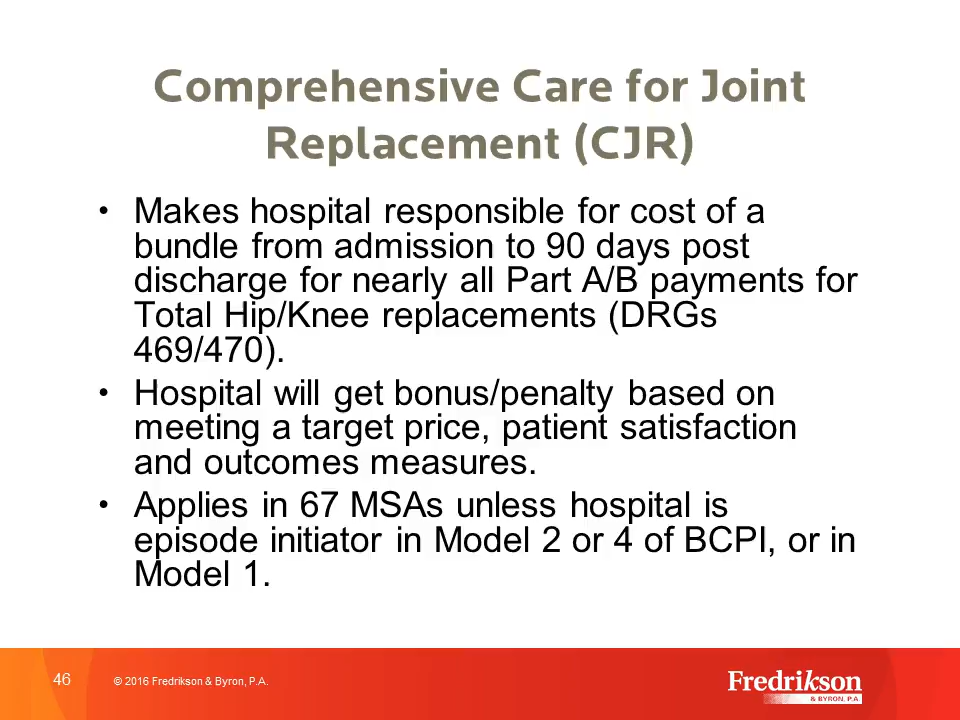 Comprehensive Care for Joint
Replacement (CJR)
• Makes hospital responsible for cost of a
bundle from admission to 90 days post
discharge for nearly all Part A/B payments for
Total Hip/Knee replacements (DRGs
469/470).
• Hospital will get bonus/penalty based on
meeting a target price, patient satisfaction
and outcomes measures.
• Applies in 67 MSAs unless hospital is
episode initiator in Model 2 or 4 of BCPI, or in
Model 1.
46
© 2016 Fredrikson & Byron, P.A.
Fredrikson
& BYRON, P.A.